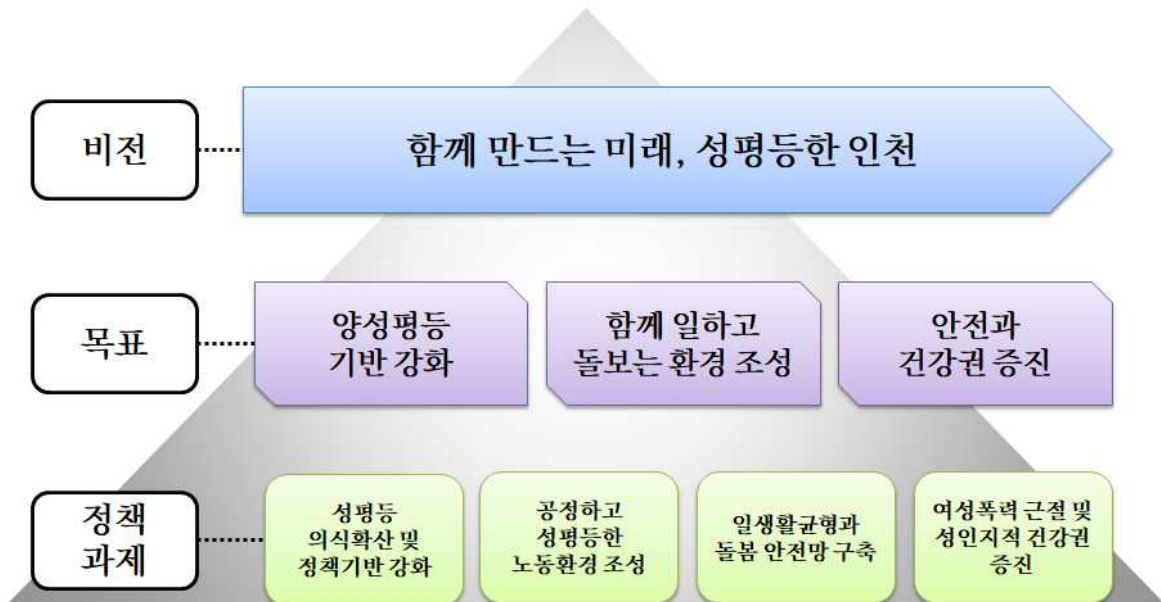 비전
함께 만드는 미래, 성평등한 인천
목표
양성평등
기반 강화
함께 일하고
돌보는 환경 조성
안전과
건강권 증진
정책
과제
성평등
의식확산 및
정책기반 강화
공정하고
성평등한
노동환경 조성
일생활균형과
돌봄 안전망 구축
여성폭력 근절 및
성인지적 건강권
증진